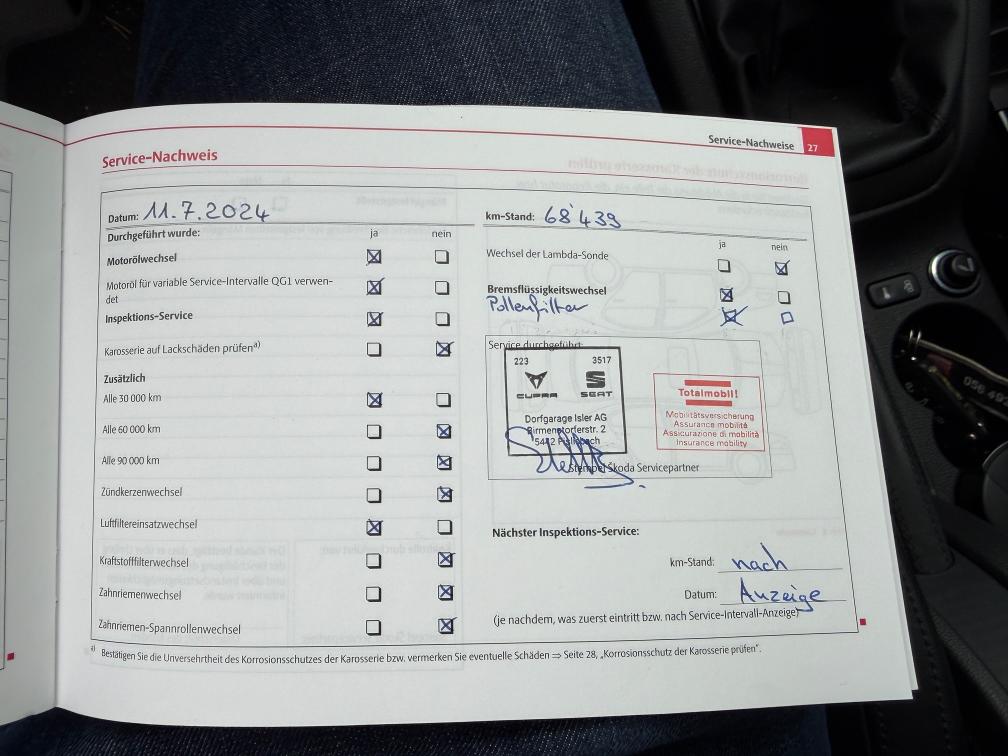 Service-Nachweise 27
Service-Nachweis
Datum: 11.7.2024
km-Stand: 68'439
Durchgeführt wurde: ja nein
Motorölwechsel
Motoröl für variable Service-Intervalle QG1 verwen-
det
Inspektions-Service
Karosserie auf Lackschäden prüfen a)
Zusätzlich
Alle 30 000 km
Alle 60 000 km
Alle 90 000 km
Zündkerzenwechsel
Luftfiltereinsatzwechsel
Kraftstofffilterwechsel
Zahnriemenwechsel
Zahnriemen-Spannrollenwechsel
ja nein
Wechsel der Lambda-Sonde
Bremsflüssigkeitswechsel
Pollenfilter
Service durchgeführt:
223 3517
CUPRA SEAT
Dorfgarage Isler AG
Birmenstorferstr. 2
5442 Fislisbach
Totalmobil!
Mobilitätsversicherung
Assurance mobilité
Assicurazione di mobilità
Insurance mobility
Stempel Škoda Servicepartner
Nächster Inspektions-Service:
km-Stand: nach
Datum: Anzeige
(je nachdem, was zuerst eintritt bzw. nach Service-Intervall-Anzeige)
a) Bestätigen Sie die Unversehrtheit des Korrosionsschutzes der Karosserie bzw. vermerken Sie eventuelle Schäden ⇒ Seite 28, „Korrosionsschutz der Karosserie prüfen“.